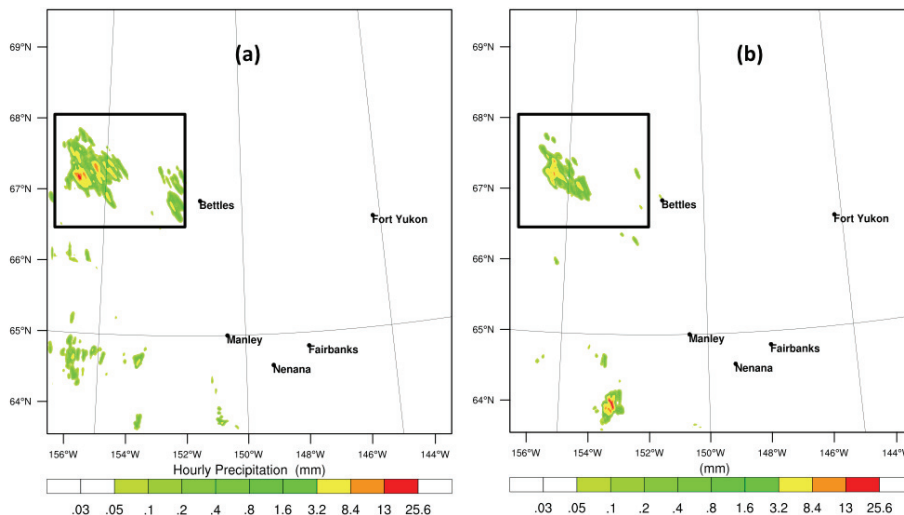 (a)
69°N
68°N
67°N
66°N
65°N
64°N
Bettles
Fort Yukon
Manley
Fairbanks
Nenana
156°W 154°W 152°W 150°W 148°W 146°W 144°W
Hourly Precipitation (mm)
.03 .05 .1 .2 .4 .8 1.6 3.2 8.4 13 25.6
(b)
69°N
68°N
67°N
66°N
65°N
64°N
Bettles
Fort Yukon
Manley
Fairbanks
Nenana
156°W 154°W 152°W 150°W 148°W 146°W 144°W
(mm)
.03 .05 .1 .2 .4 .8 1.6 3.2 8.4 13 25.6